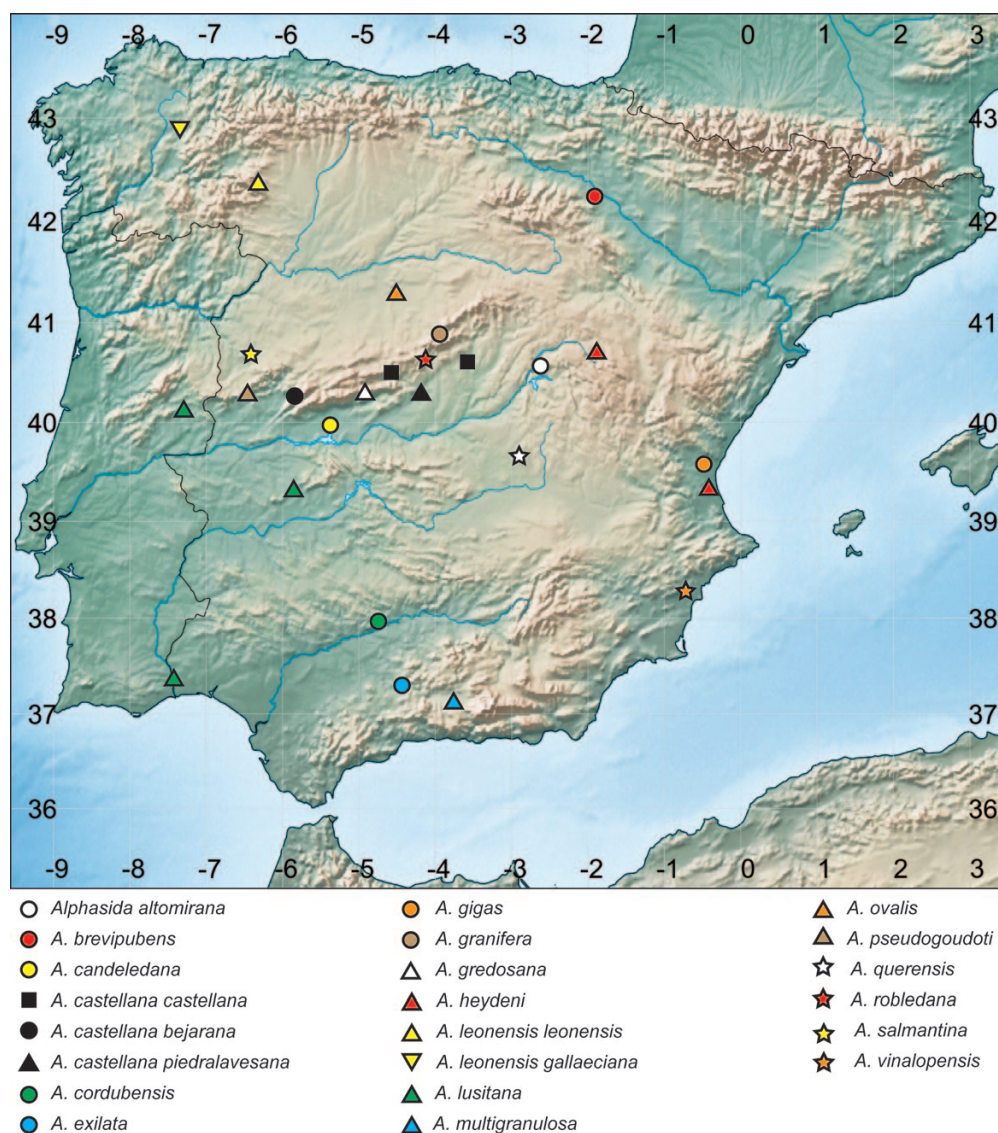 -9 -8 -7 -6 -5 -4 -3 -2 -1 0 1 2 3
43 43
42 42
41 41
40 40
39 39
38 38
37 37
36 36
-9 -8 -7 -6 -5 -4 -3 -2 -1 0 1 2 3
Alphasida altomirana
A. brevipubens
A. candeledana
A. castellana castellana
A. castellana bejarana
A. castellana piedralavesana
A. cordubensis
A. exilata
A. gigas
A. granifera
A. gredosana
A. heydeni
A. leonensis leonensis
A. leonensis gallaeciana
A. lusitana
A. multigranulosa
A. ovalis
A. pseudogoudoti
A. querensis
A. robledana
A. salmantina
A. vinalopensis